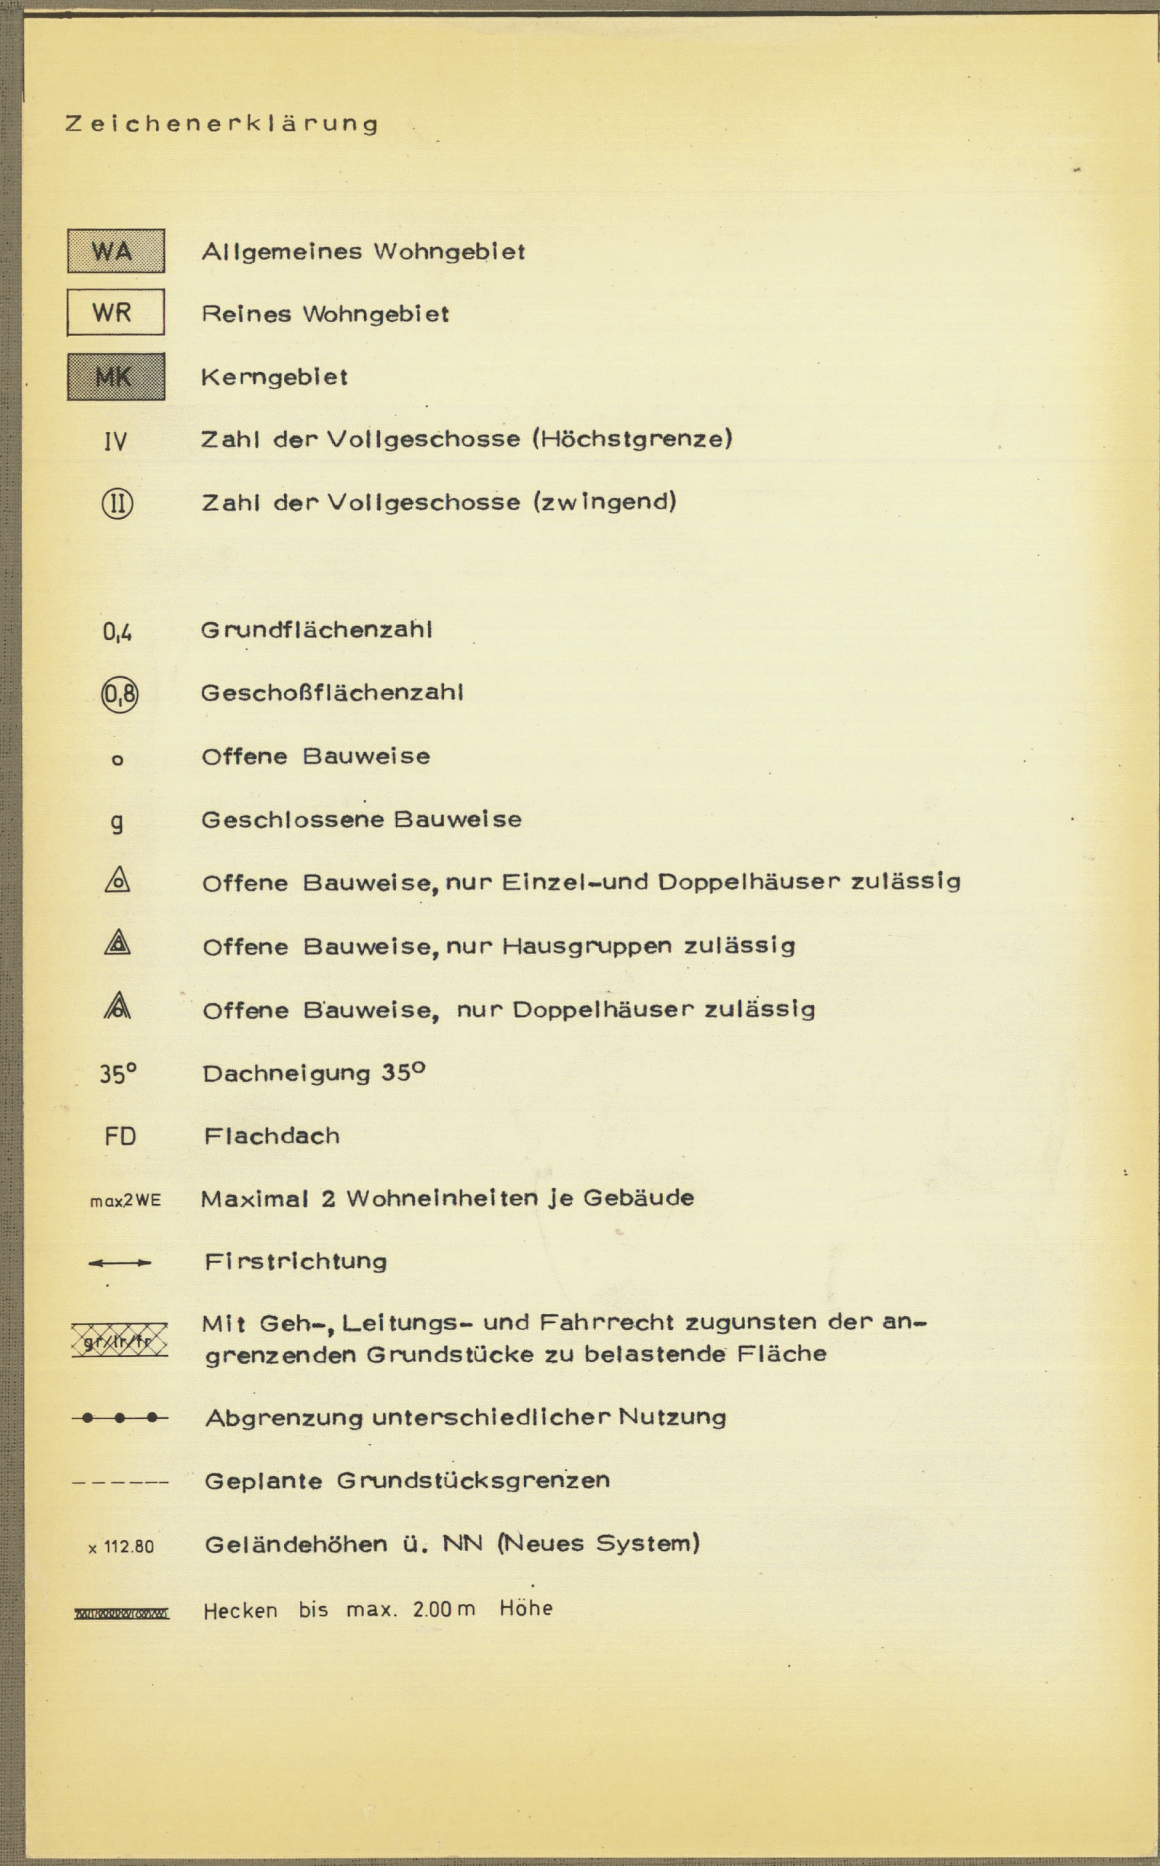 Zeichenerklärung
WA Allgemeines Wohngebiet
WR Reines Wohngebiet
MK Kerngebiet
IV Zahl der Vollgeschosse (Höchstgrenze)
II Zahl der Vollgeschosse (zwingend)
0,4 Grundflächenzahl
0,8 Geschoßflächenzahl
o Offene Bauweise
g Geschlossene Bauweise
o Offene Bauweise, nur Einzel-und Doppelhäuser zulässig
o Offene Bauweise, nur Hausgruppen zulässig
o Offene Bauweise, nur Doppelhäuser zulässig
35° Dachneigung 35°
FD Flachdach
max.2WE Maximal 2 Wohneinheiten je Gebäude
Firstrichtung
Mit Geh-, Leitungs- und Fahrrecht zugunsten der an-
gr/lr/fr grenzenden Grundstücke zu belastende Fläche
Abgrenzung unterschiedlicher Nutzung
Geplante Grundstücksgrenzen
x 112.80 Geländehöhen ü. NN (Neues System)
Hecken bis max. 2.00 m Höhe